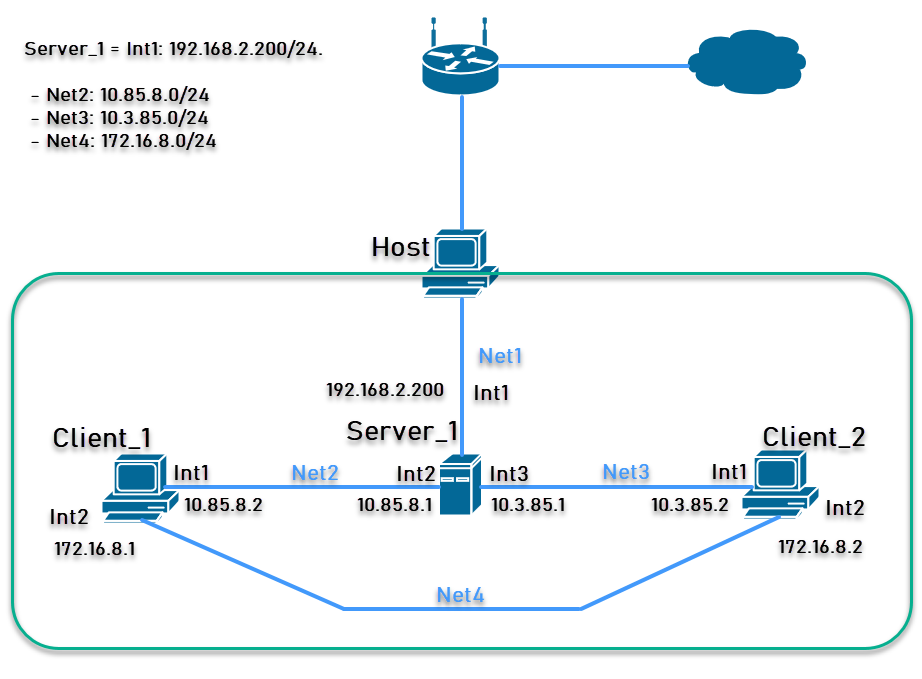 Server_1 = Int1: 192.168.2.200/24.
- Net2: 10.85.8.0/24
- Net3: 10.3.85.0/24
- Net4: 172.16.8.0/24
Host
Net1
192.168.2.200
Int1
Server_1
Client_1
Client_2
Int1
Net2
Int2
Int3
Net3
Int1
10.85.8.2
10.85.8.1
10.3.85.1
10.3.85.2
Int2
Int2
172.16.8.1
172.16.8.2
Net4